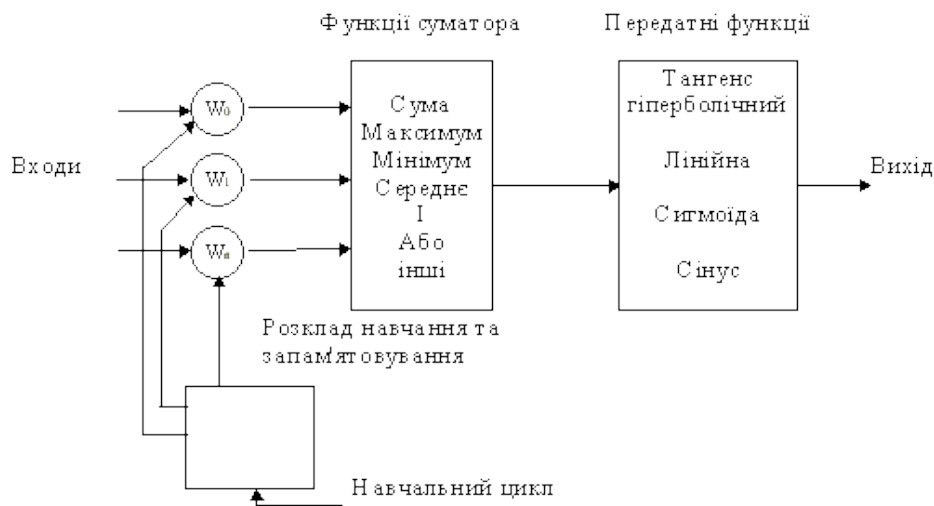 Функції суматора
Передатні функції
Входи
W₀
W₁
Wₙ
Сума
Максимум
Мінімум
Середнє
І
Або
інші
Тангенс
гіперболічний
Лінійна
Сигмоїда
Сінус
Вихід
Розклад навчання та
запам'ятовування
Навчальний цикл